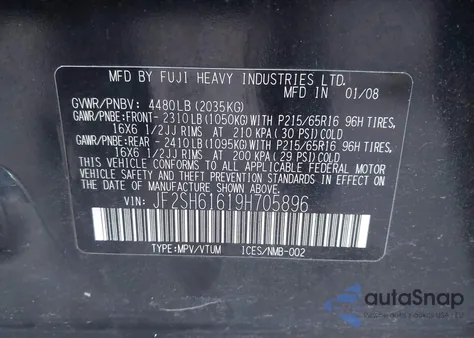 MFD BY FUJI HEAVY INDUSTRIES LTD. IN 01/08
GVWR/PNBV: 4480LB(2035KG)
GAWR/PNBE:FRONT- 2310LB(1050KG)WITH P215/65R16 96H TIRES,
16X6 1/2JJ RIMS AT 210 KPA(30 PSI)COLD
GAWR/PNBE:REAR - 2410LB(1095KG)WITH P215/65R16 96H TIRES,
16X6 1/2JJ RIMS AT 200 KPA(29 PSI)COLD
THIS VEHICLE CONFORMS TO ALL APPLICABLE FEDERAL MOTOR
VEHICLE SAFETY, BUMPER, AND THEFT PREVENTION STANDARDS
IN EFFECT ON THE DATE OF MANUFACTURE SHOWN ABOVE.
VIN: JF2SH61619H705896
TYPE:MPV/VTUM ICES/NMB-002
autoSnap